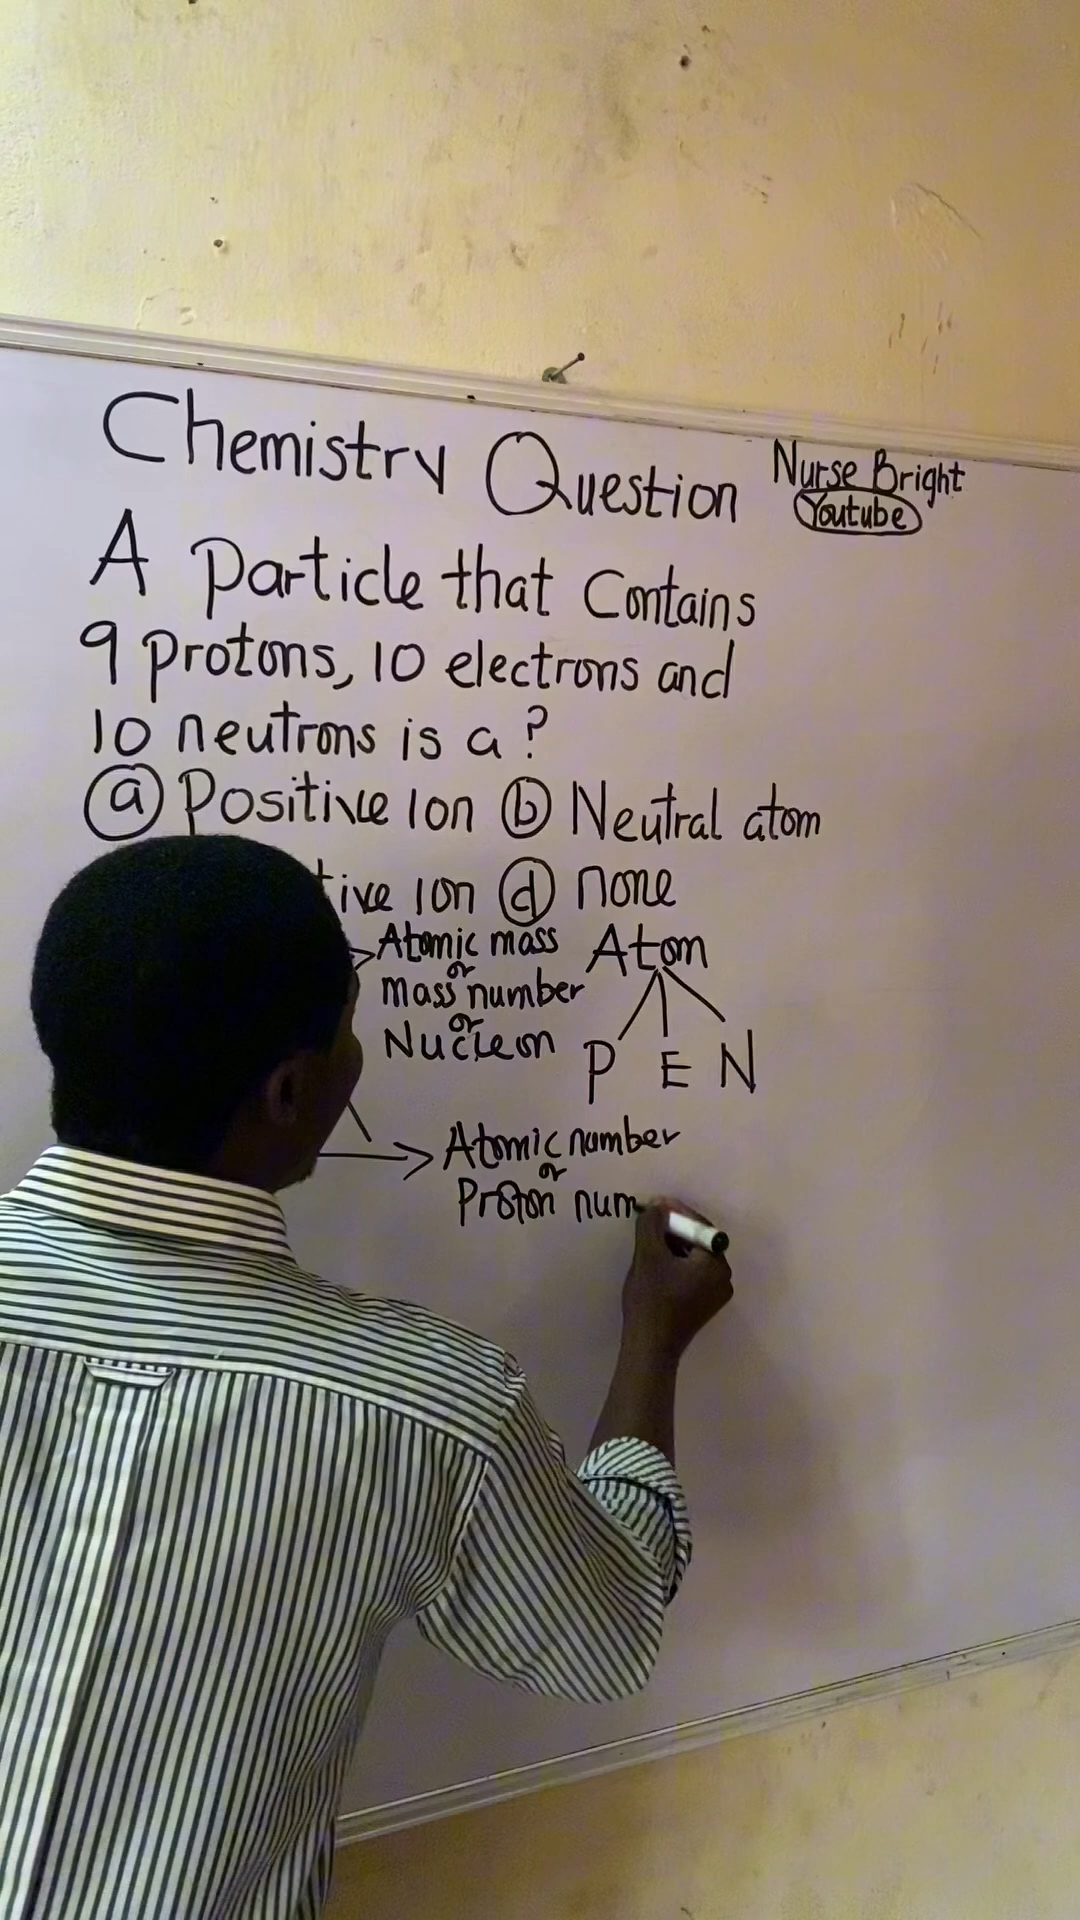 Chemistry Question
Nurse Bright
Youtube
A particle that contains
9 protons, 10 electrons and
10 neutrons is a ?
(a) Positive Ion (b) Neutral atom
tive Ion (d) none
Atomic mass
or
mass number
or
Nucleon
Atom
P E N
Atomic number
or
Proton num